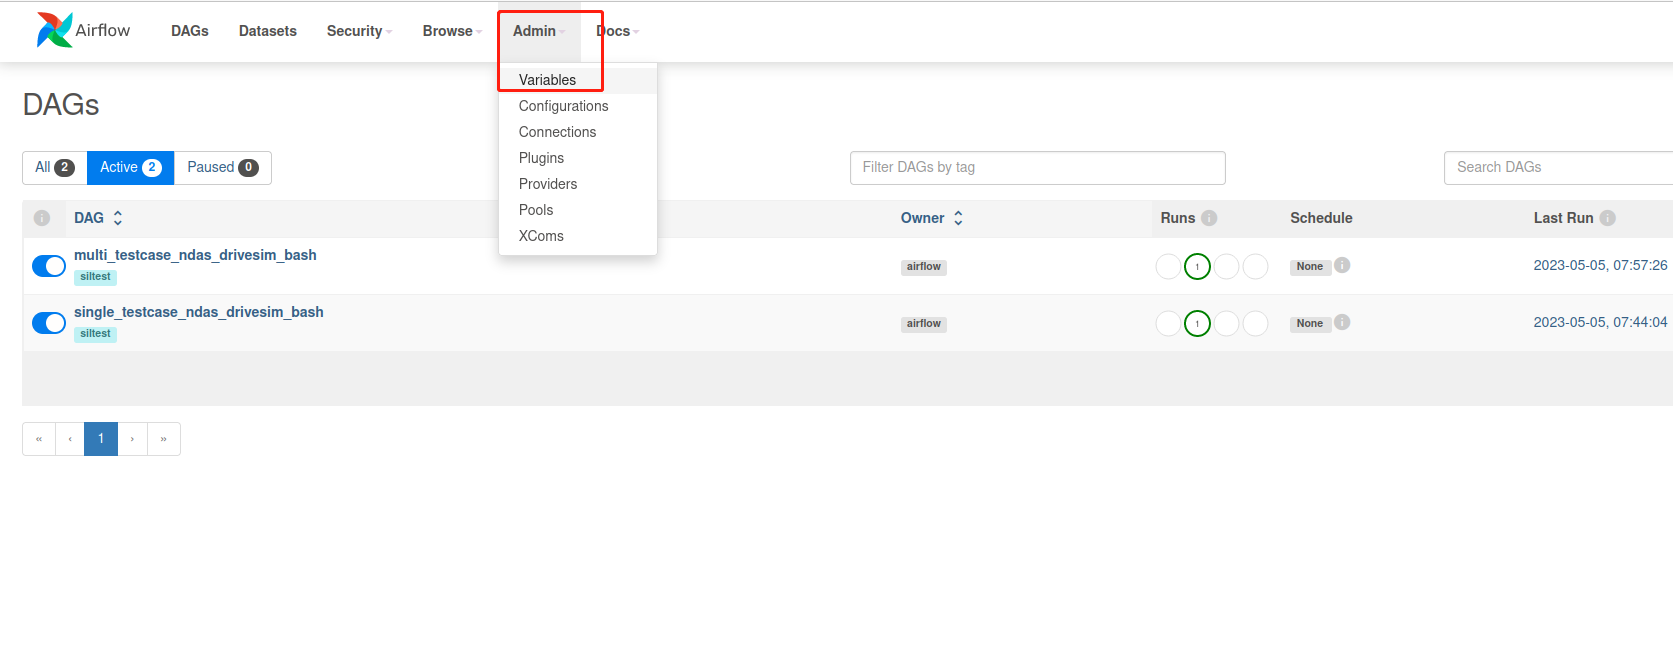 Airflow DAGs Datasets Security Browse Admin Docs
Variables
Configurations
Connections
Plugins
Providers
Pools
XComs
DAGs
All 2 Active 2 Paused 0 Filter DAGs by tag Search DAGs
i DAG Owner Runs i Schedule Last Run i
multi_testcase_ndas_drivesim_bash
siltest airflow 1 None i 2023-05-05, 07:57:26
single_testcase_ndas_drivesim_bash
siltest airflow 1 None i 2023-05-05, 07:44:04
« ‹ 1 › »